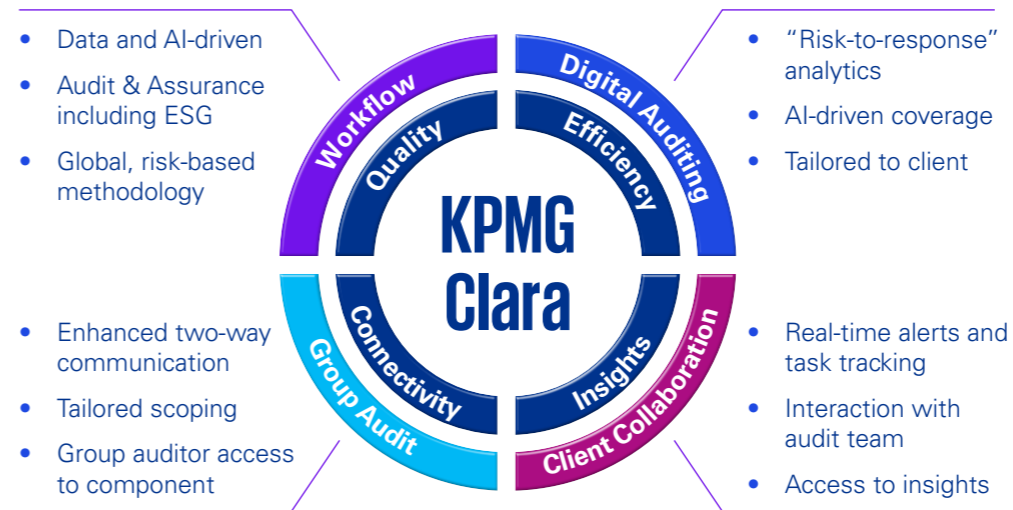 • Data and AI-driven
• Audit & Assurance
including ESG
• Global, risk-based
methodology
Workflow
Quality
Digital Auditing
Efficiency
• “Risk-to-response”
analytics
• AI-driven coverage
• Tailored to client
KPMG
Clara
• Enhanced two-way
communication
• Tailored scoping
• Group auditor access
to component
Group Audit
Connectivity
Insights
Client Collaboration
• Real-time alerts and
task tracking
• Interaction with
audit team
• Access to insights